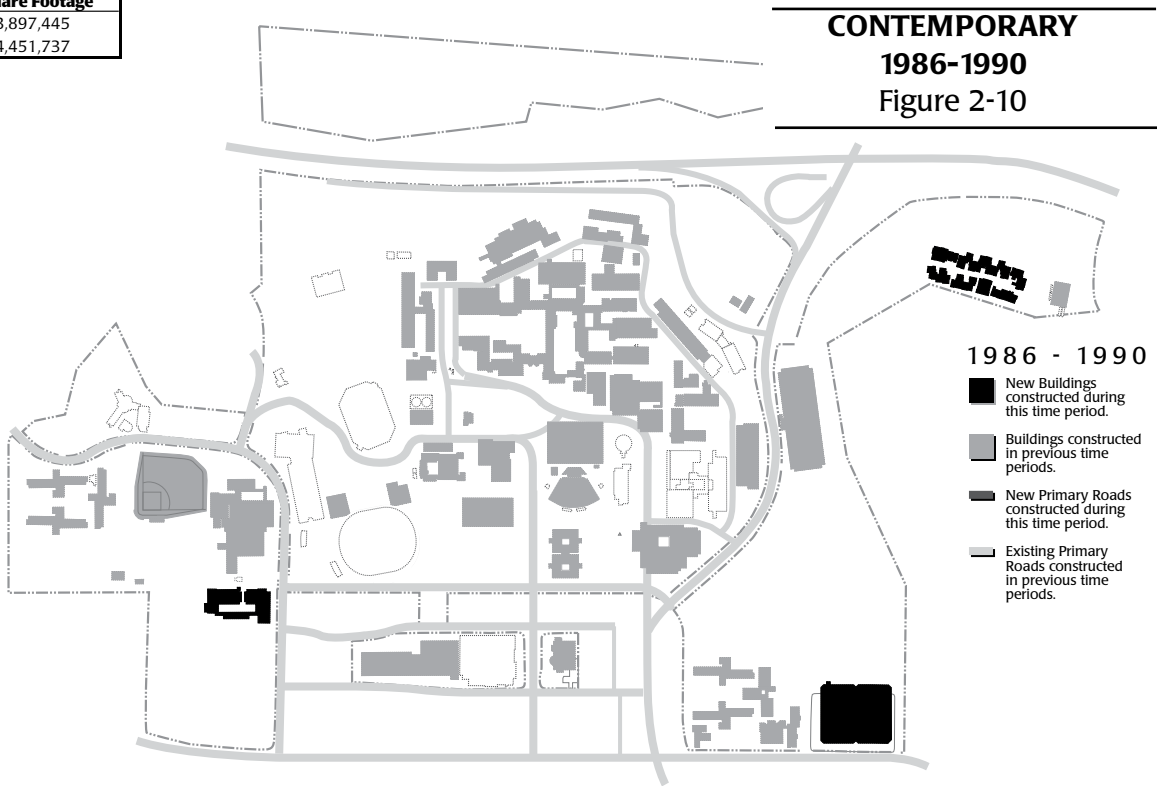 Footage
3,897,445
4,451,737
CONTEMPORARY
1986-1990
Figure 2-10
1986 - 1990
New Buildings
constructed during
this time period.
Buildings constructed
in previous time
periods.
New Primary Roads
constructed during
this time period.
Existing Primary
Roads constructed
in previous time
periods.